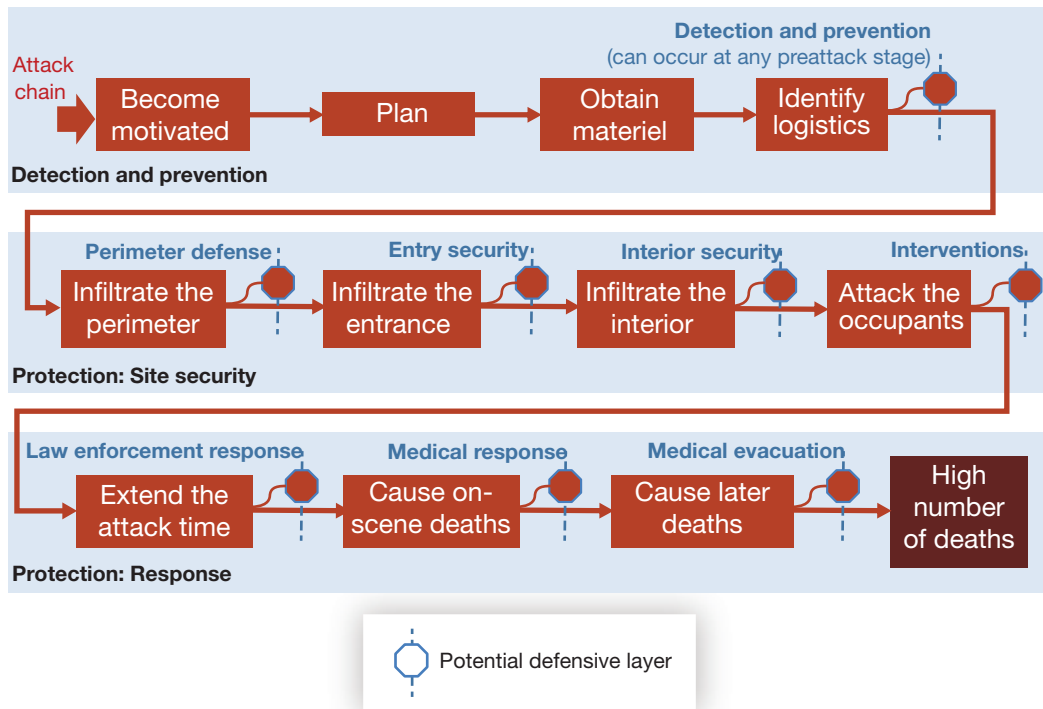 Detection and prevention
(can occur at any preattack stage)
Attack
chain
Become
motivated
Plan
Obtain
materiel
Identify
logistics
Detection and prevention
Perimeter defense
Entry security
Interior security
Interventions
Infiltrate the
perimeter
Infiltrate the
entrance
Infiltrate the
interior
Attack the
occupants
Protection: Site security
Law enforcement response
Medical response
Medical evacuation
Extend the
attack time
Cause on-
scene deaths
Cause later
deaths
High
number
of deaths
Protection: Response
Potential defensive layer